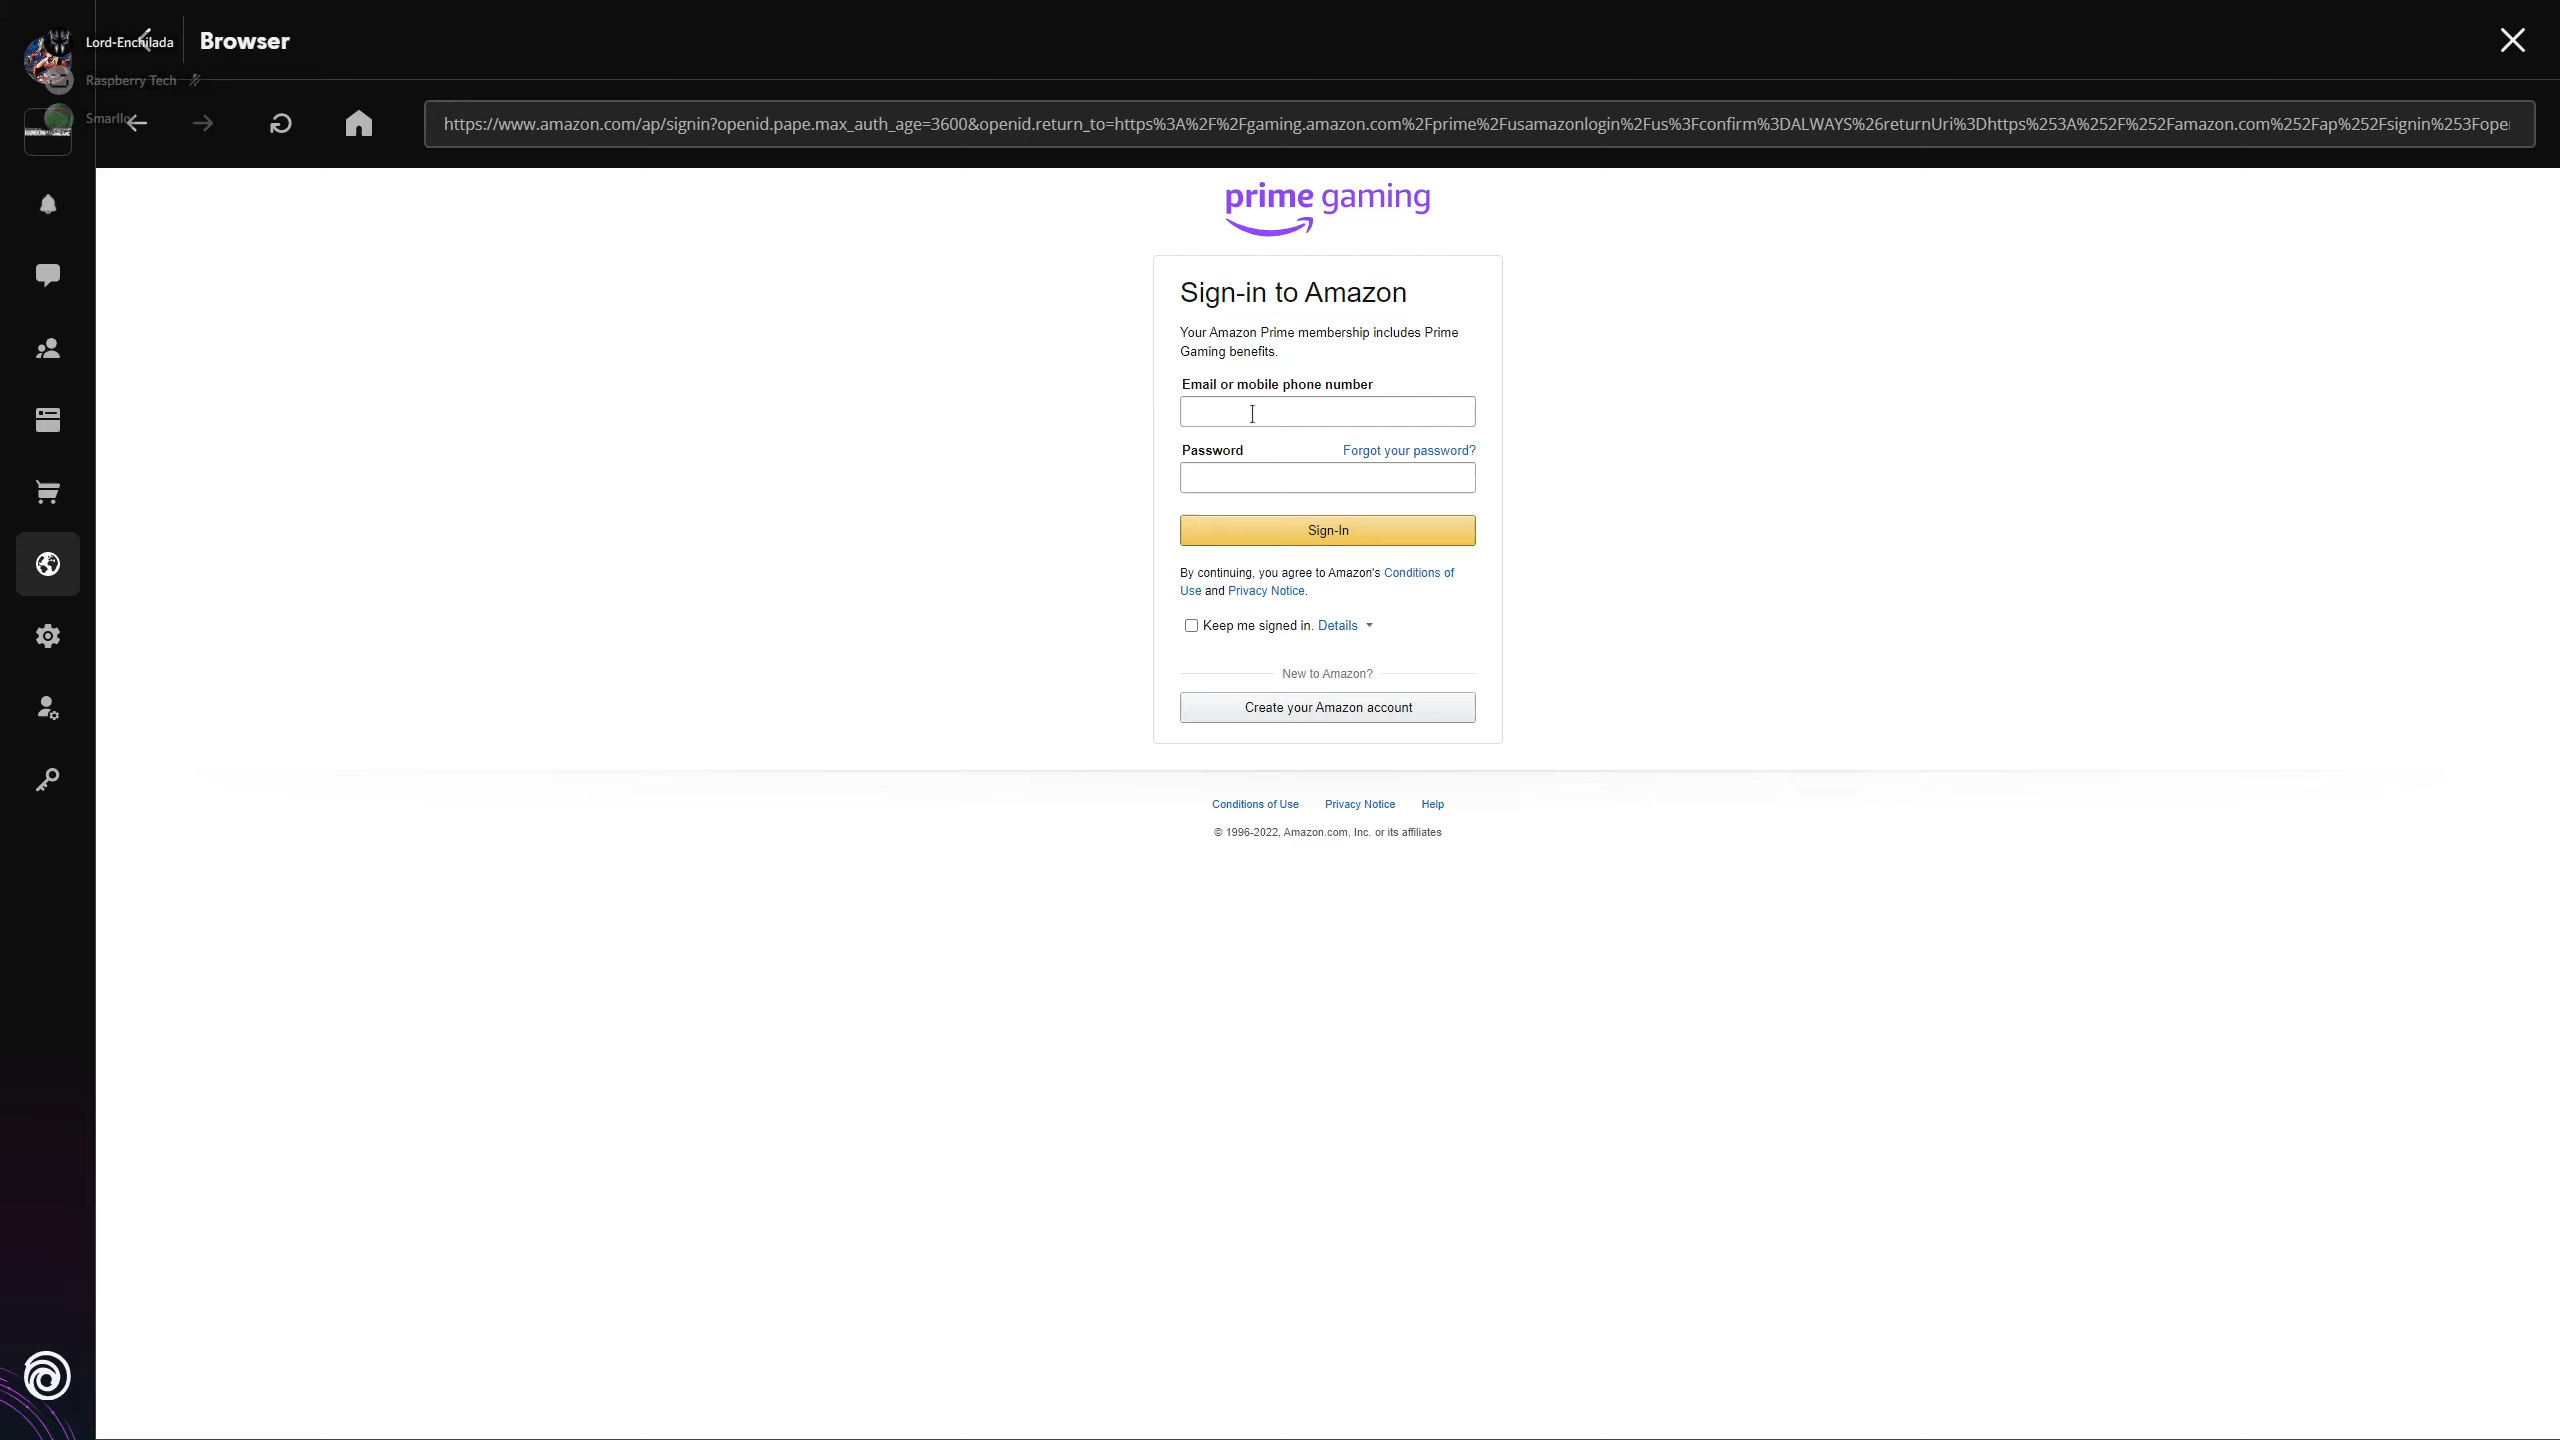 Lord-Enchilada
Browser
Raspberry Tech
Smarllo
https://www.amazon.com/ap/signin?openid.pape.max_auth_age=3600&openid.return_to=https%3A%2F%2Fgaming.amazon.com%2Fprime%2Fusamazonlogin%2Fus%3Fconfirm%3DALWAYS%26returnUri%3Dhttps%253A%252F%252Famazon.com%252Fap%252Fsignin%253Fope
prime gaming
Sign-in to Amazon
Your Amazon Prime membership includes Prime
Gaming benefits.
Email or mobile phone number
Password Forgot your password?
Sign-In
By continuing, you agree to Amazon's Conditions of
Use and Privacy Notice.
Keep me signed in. Details
New to Amazon?
Create your Amazon account
Conditions of Use Privacy Notice Help
© 1996-2022, Amazon.com, Inc. or its affiliates